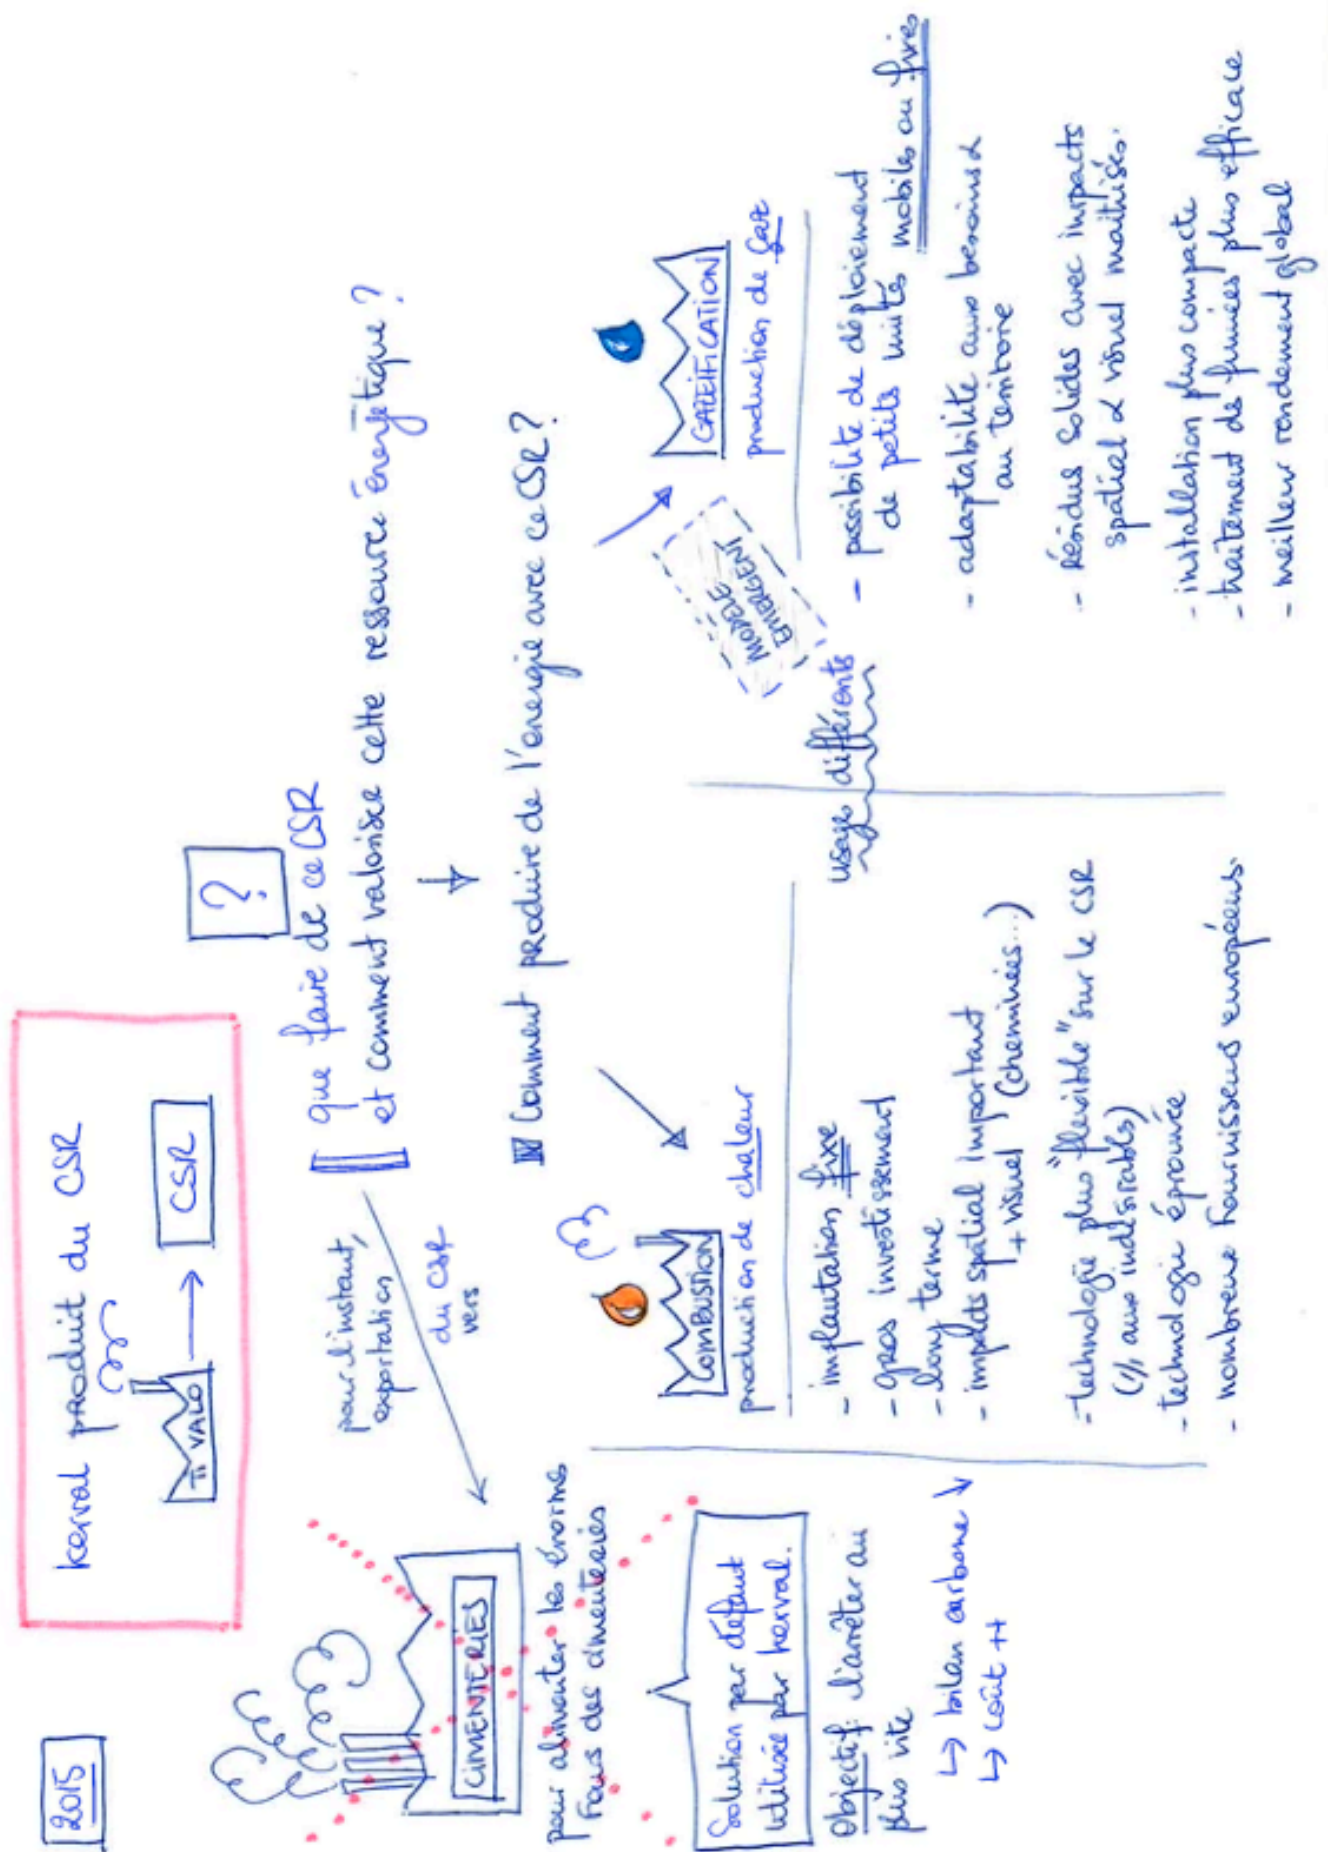 2015
kerval produit du CSR
TI VALO
CSR
?
que faire de ce CSR
et comment valoriser cette ressource énergétique ?
pour l'instant,
exportation
du CSR
vers
CIMENTERIES
pour alimenter les énormes
Fours des cimenteries
Solution par défaut
utilisée par kerval.
Objectif: l'arrêter au
plus vite
↳ bilan carbone ↓
↳ coût ++
Comment produire de l'energie avec ce CSR?
COMBUSTION
production de chaleur
- implantation fixe
- gros investissement
- long terme
- impacts spatial important
+ visuel (cheminées...)
- technologie plus "flexible" sur le CSR
(% aux indésirables)
- technologie éprouvée
- nombreux Fournisseurs européens.
usages différents
MODELE
EMERGENT
GAZEIFICATION
production de gaz
- possibilité de déploiement
de petits unités mobiles ou fixes
- adaptabilité aux besoins &
au territoire
- Résidus solides avec impacts
spatial & visuel maîtrisés.
- installation plus compacte
- traitement de fumées plus efficace
- meilleur rendement global